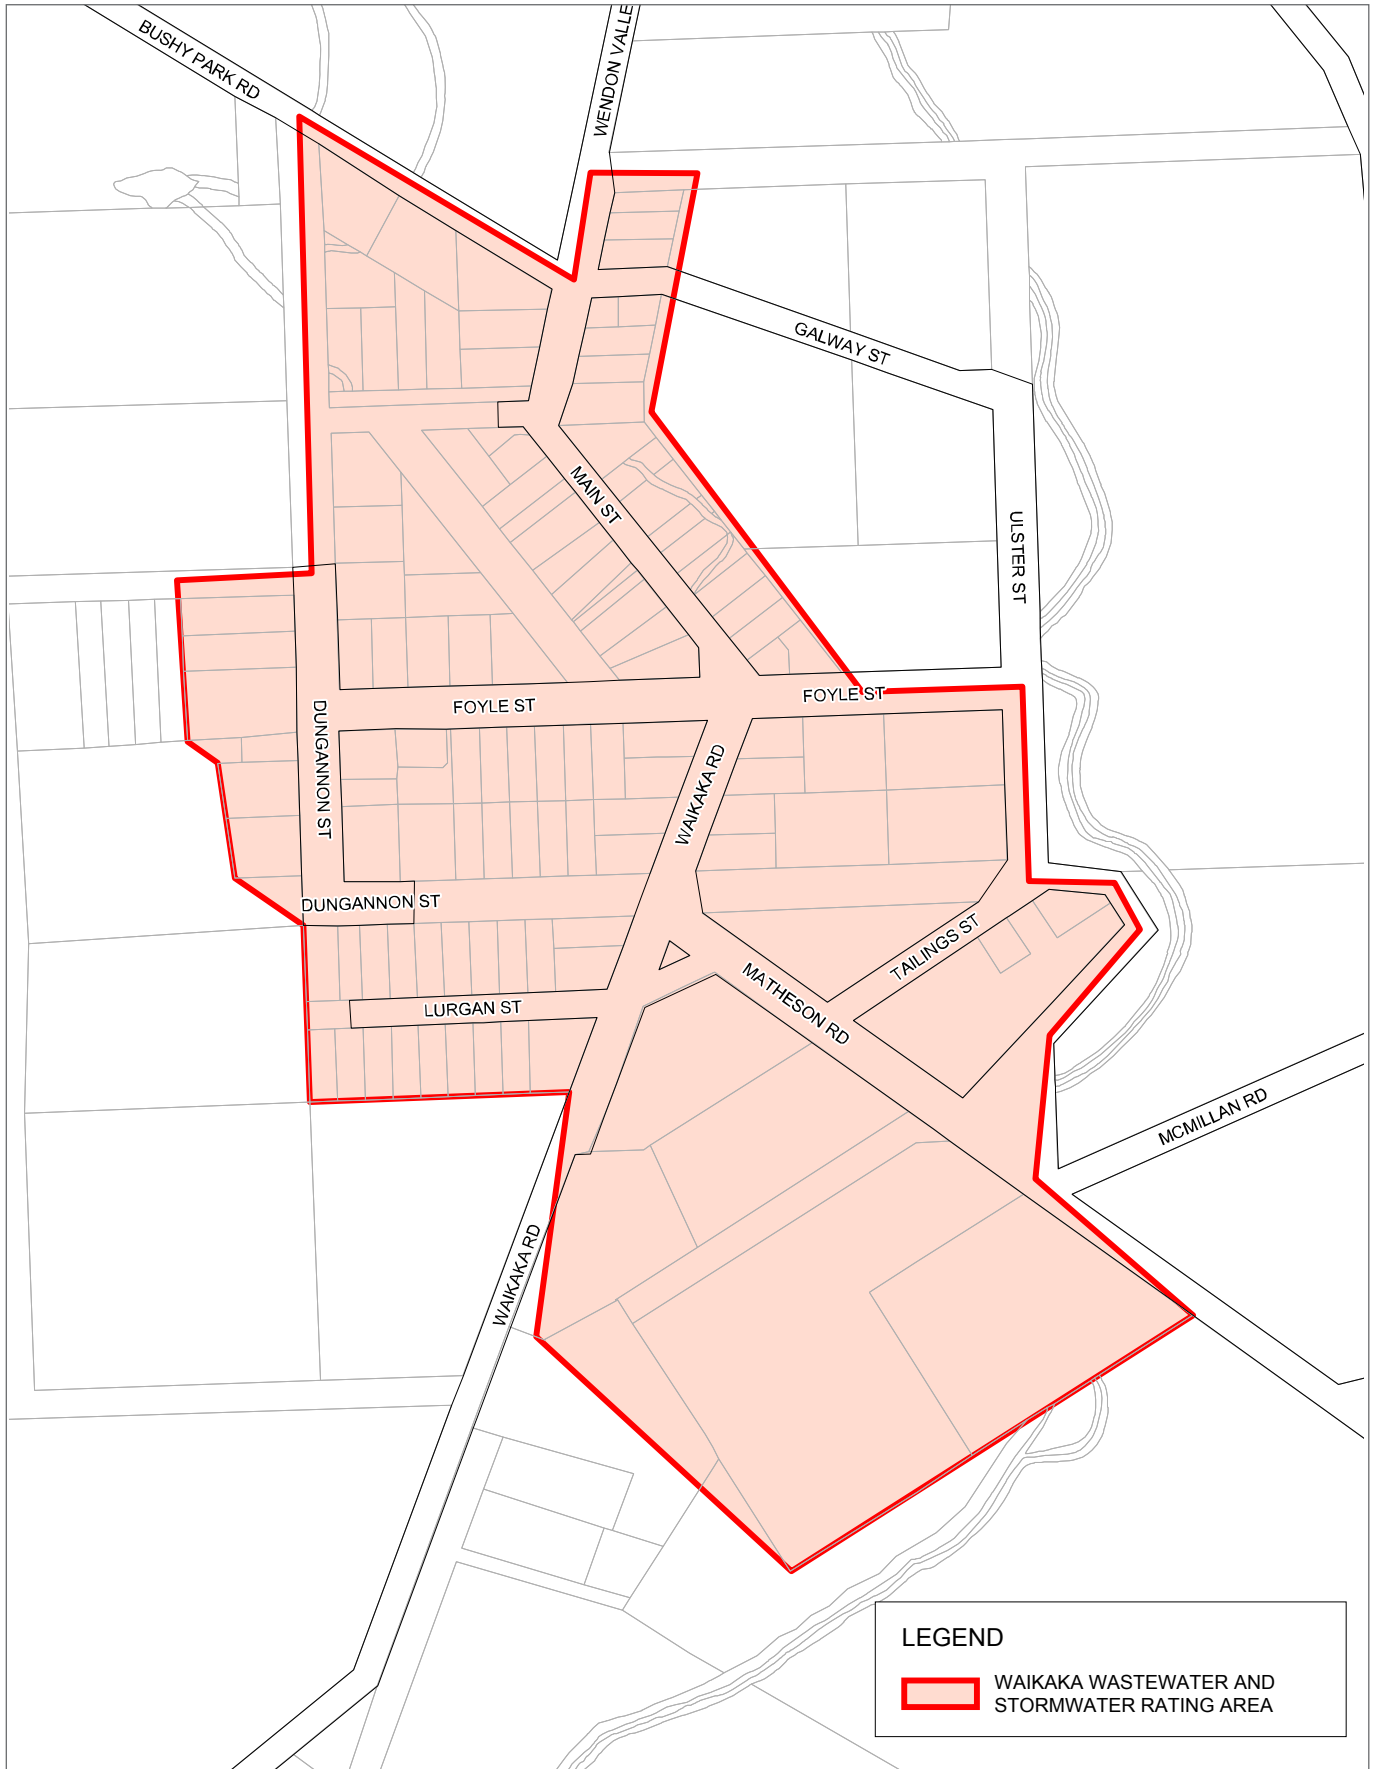 BUSHY PARK RD
WENDON VALLE
GALWAY ST
MAIN ST
ULSTER ST
FOYLE ST
FOYLE ST
DUNGANNON ST
WAIKAKA RD
DUNGANNON ST
TAILINGS ST
LURGAN ST
MATHESON RD
MCMILLAN RD
WAIKAKA RD
LEGEND
WAIKAKA WASTEWATER AND
STORMWATER RATING AREA